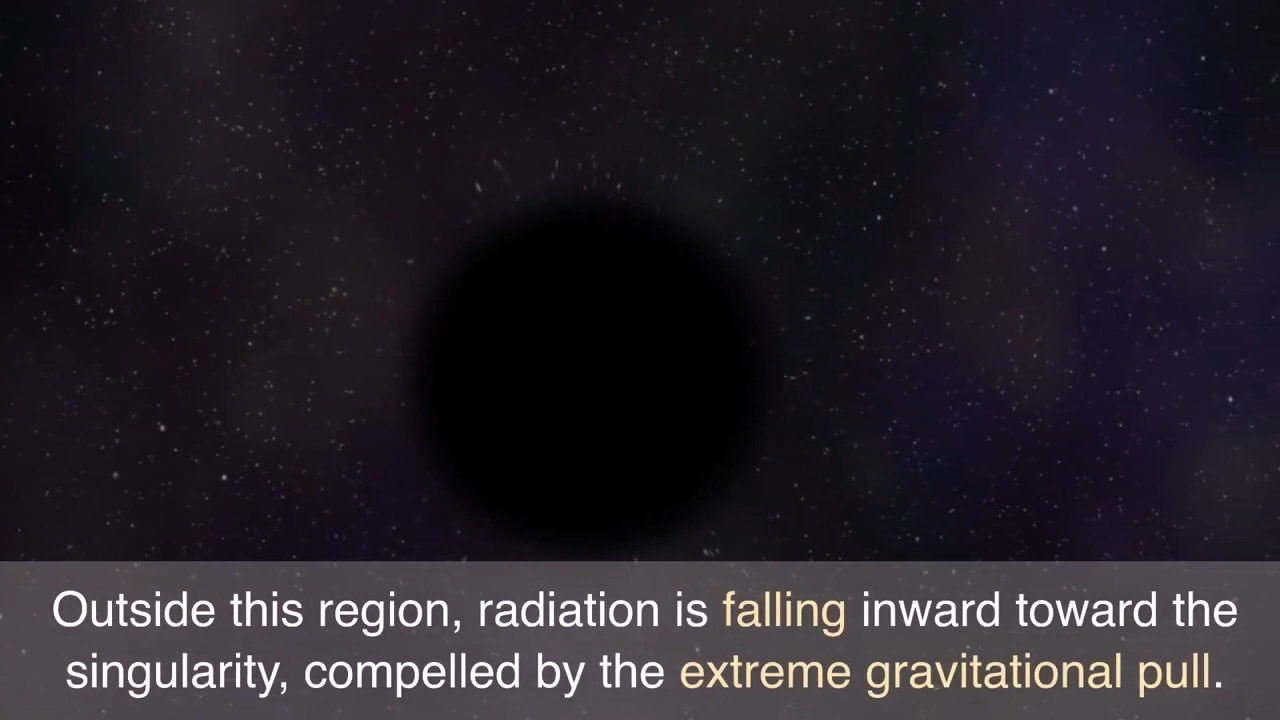 Outside this region, radiation is falling inward toward the
singularity, compelled by the extreme gravitational pull.